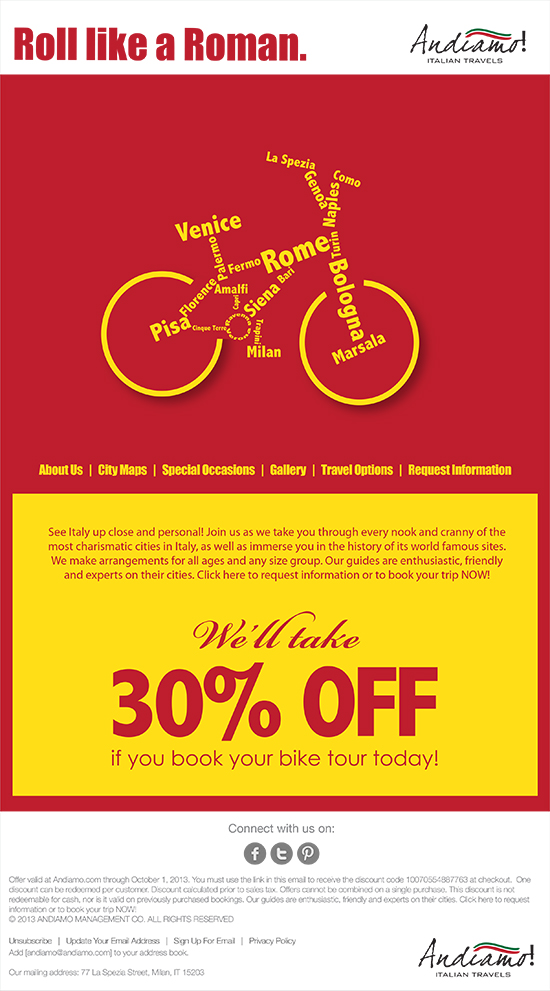 Roll like a Roman.
Andiamo!
ITALIAN TRAVELS
La Spezia
Como
Genoa
Naples
Venice
Turin
Palermo
Fermo
Rome
Bari
Florence
Amalfi
Siena
Bologna
Capri
Pisa
Cinque Terre
Trapini
Milan
Marsala
About Us | City Maps | Special Occasions | Gallery | Travel Options | Request Information
See Italy up close and personal! Join us as we take you through every nook and cranny of the
most charismatic cities in Italy, as well as immerse you in the history of its world famous sites.
We make arrangements for all ages and any size group. Our guides are enthusiastic, friendly
and experts on their cities. Click here to request information or to book your trip NOW!
We'll take
30% OFF
if you book your bike tour today!
Connect with us on:
Offer valid at Andiamo.com through October 1, 2013. You must use the link in this email to receive the discount code 10070554887763 at checkout. One
discount can be redeemed per customer. Discount calculated prior to sales tax. Offers cannot be combined on a single purchase. This discount is not
redeemable for cash, nor is it valid on previously purchased bookings. Our guides are enthusiastic, friendly and experts on their cities. Click here to request
information or to book your trip NOW!
© 2013 ANDIAMO MANAGEMENT CO. ALL RIGHTS RESERVED
Unsubscribe | Update Your Email Address | Sign Up For Email | Privacy Policy
Add [andiamo@andiamo.com] to your address book.
Our mailing address: 77 La Spezia Street, Milan, IT 15203
Andiamo!
ITALIAN TRAVELS